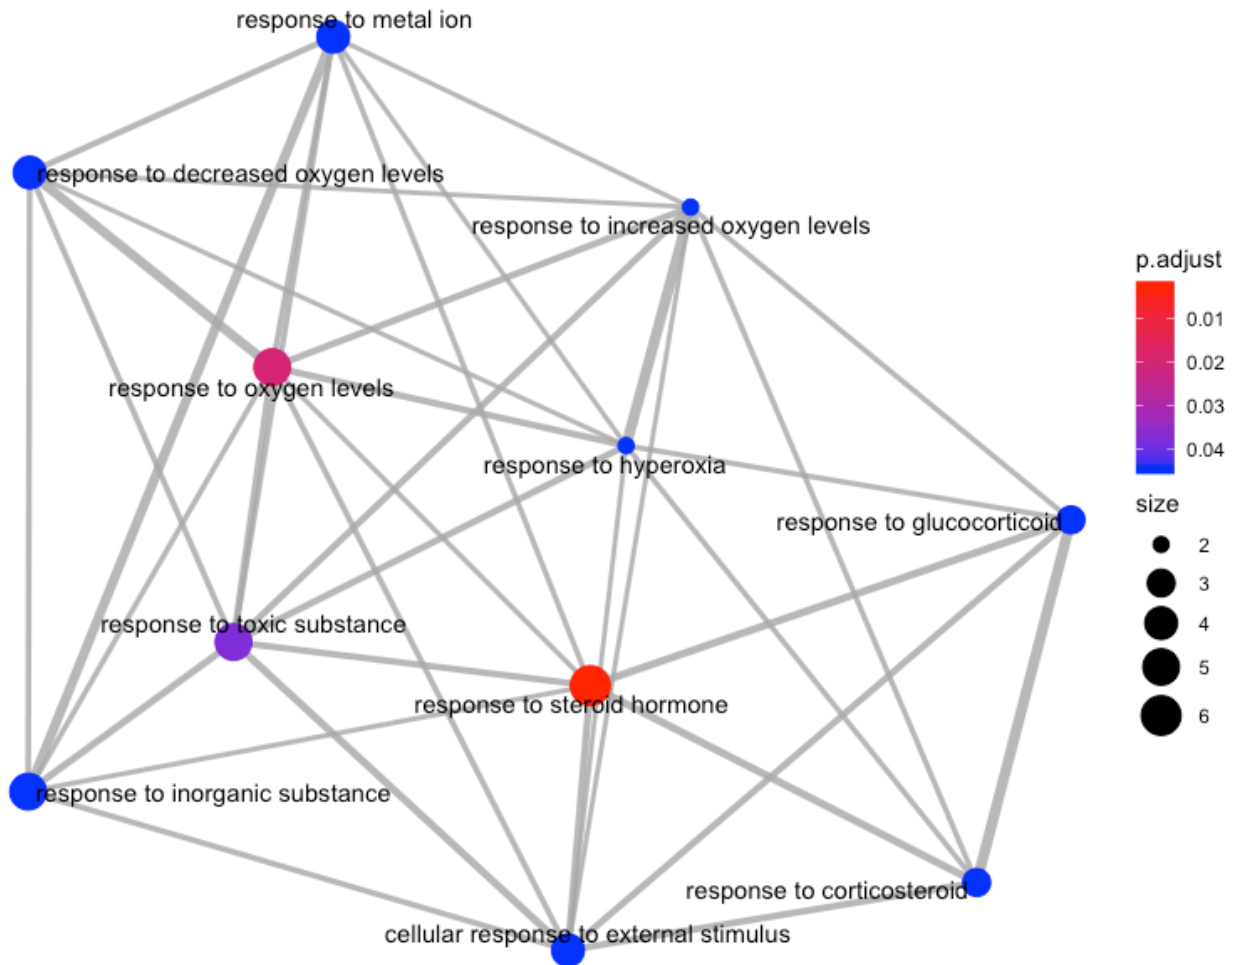 response to metal ion
response to decreased oxygen levels
response to increased oxygen levels
response to oxygen levels
response to hyperoxia
response to glucocorticoid
response to toxic substance
response to steroid hormone
response to inorganic substance
response to corticosteroid
cellular response to external stimulus
p.adjust
0.01
0.02
0.03
0.04
size
2
3
4
5
6